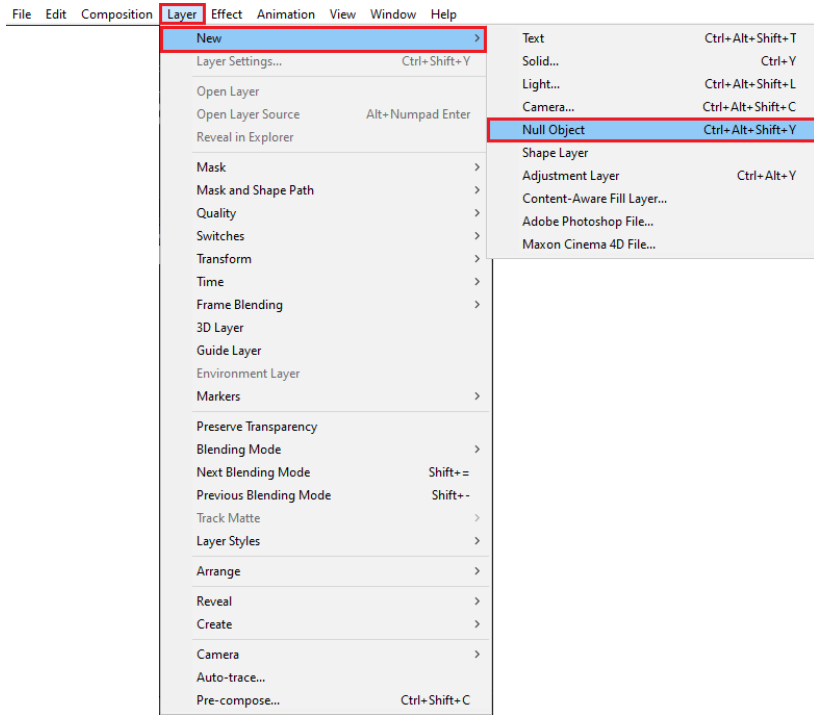 File Edit Composition Layer Effect Animation View Window Help
New >
Layer Settings... Ctrl+Shift+Y
Open Layer
Open Layer Source Alt+Numpad Enter
Reveal in Explorer
Mask >
Mask and Shape Path >
Quality >
Switches >
Transform >
Time >
Frame Blending >
3D Layer
Guide Layer
Environment Layer
Markers >
Preserve Transparency
Blending Mode >
Next Blending Mode Shift+=
Previous Blending Mode Shift+-
Track Matte >
Layer Styles >
Arrange >
Reveal >
Create >
Camera >
Auto-trace...
Pre-compose... Ctrl+Shift+C
Text Ctrl+Alt+Shift+T
Solid... Ctrl+Y
Light... Ctrl+Alt+Shift+L
Camera... Ctrl+Alt+Shift+C
Null Object Ctrl+Alt+Shift+Y
Shape Layer
Adjustment Layer Ctrl+Alt+Y
Content-Aware Fill Layer...
Adobe Photoshop File...
Maxon Cinema 4D File...